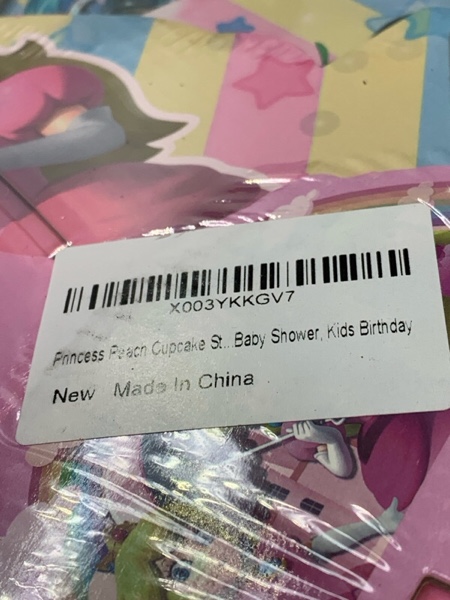 X003YKKGV7
Princess Peach Cupcake St...Baby Shower, Kids Birthday
New Made In China